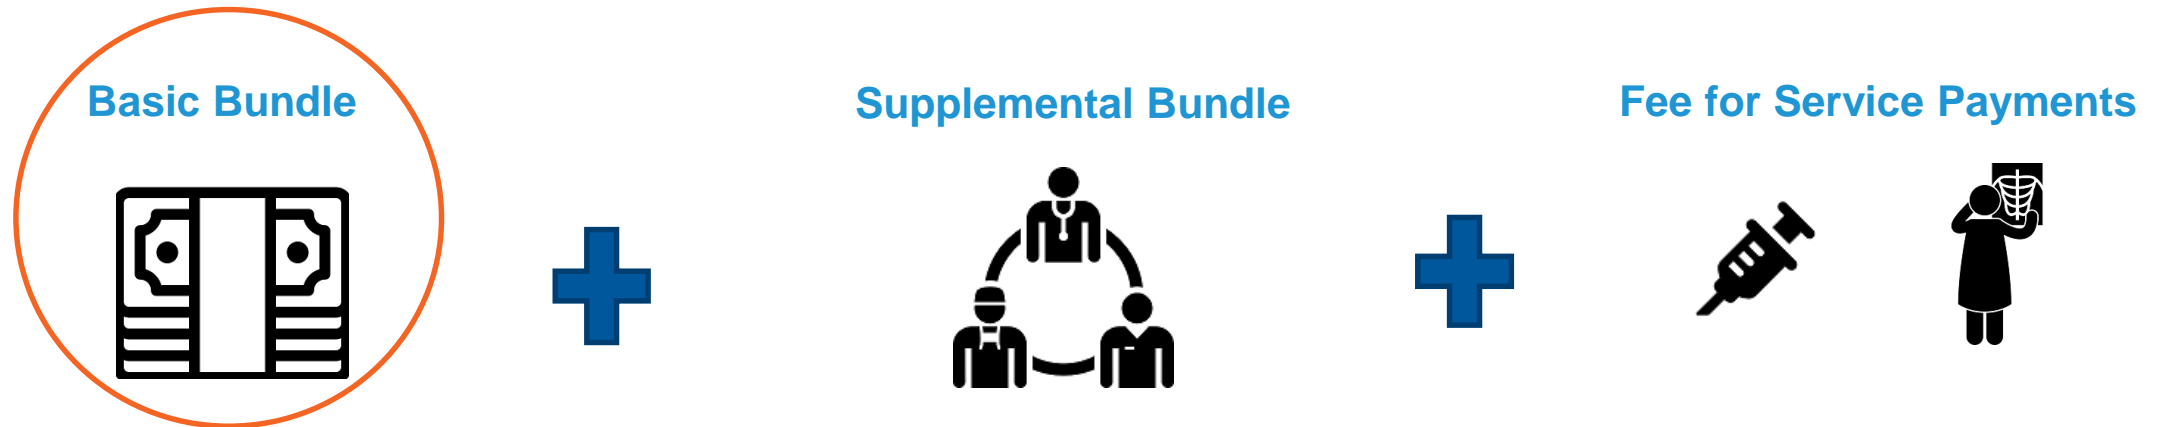 Basic Bundle
Supplemental Bundle
Fee for Service Payments